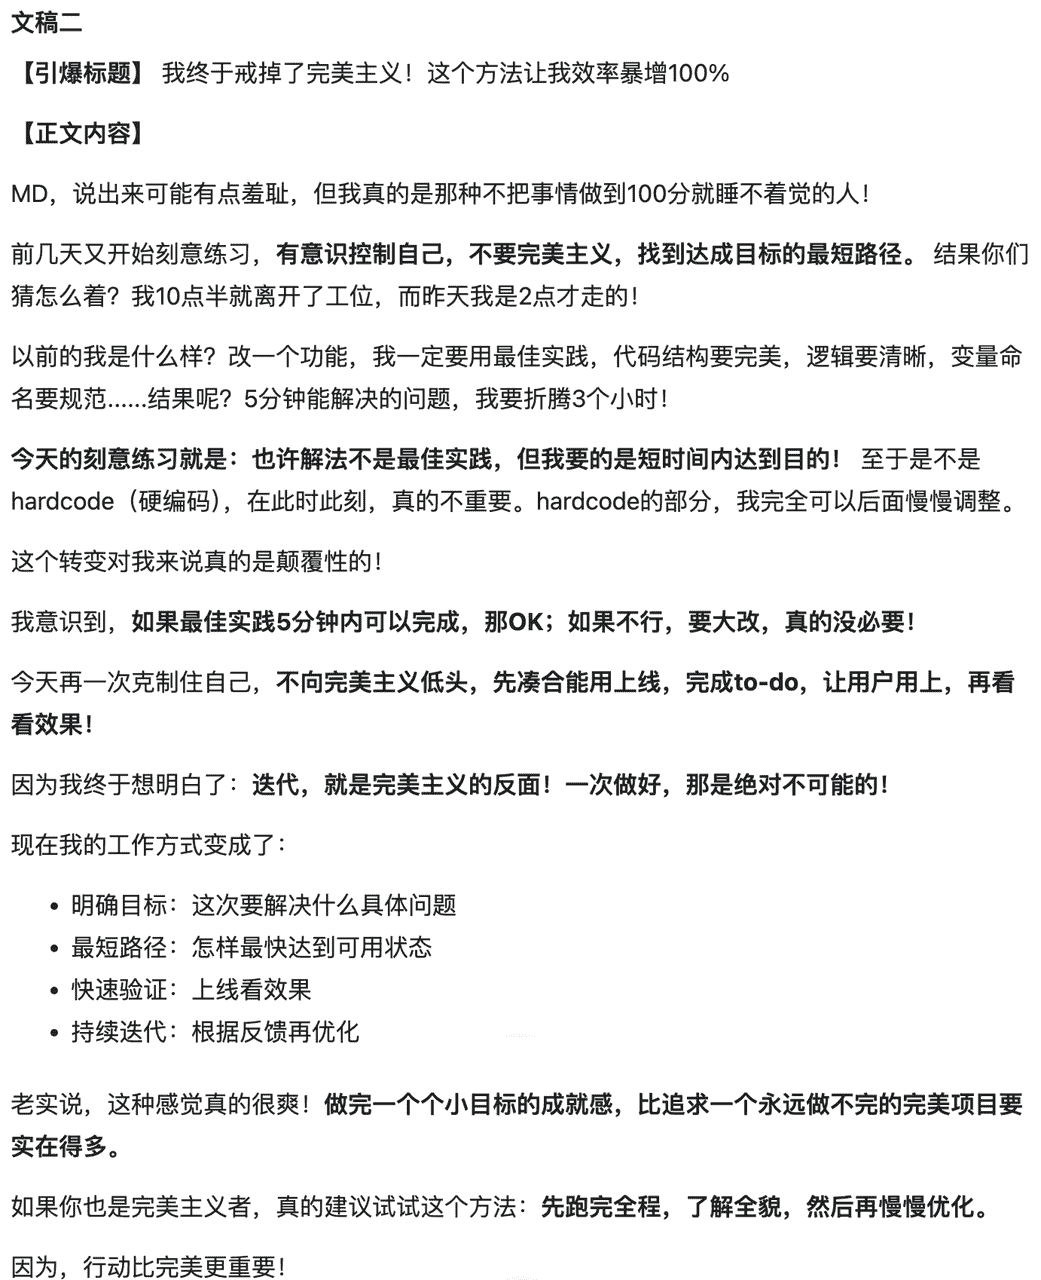 文稿二
【引爆标题】 我终于戒掉了完美主义！这个方法让我效率暴增100%
【正文内容】
MD，说出来可能有点羞耻，但我真的是那种不把事情做到100分就睡不着觉的人！
前几天又开始刻意练习，有意识控制自己，不要完美主义，找到达成目标的最短路径。 结果你们
猜怎么着？我10点半就离开了工位，而昨天我是2点才走的！
以前的我是什么样？改一个功能，我一定要用最佳实践，代码结构要完美，逻辑要清晰，变量命
名要规范……结果呢？5分钟能解决的问题，我要折腾3个小时！
今天的刻意练习就是：也许解法不是最佳实践，但我要的是短时间内达到目的！ 至于是不是
hardcode（硬编码），在此时此刻，真的不重要。hardcode的部分，我完全可以后面慢慢调整。
这个转变对我来说真的是颠覆性的！
我意识到，如果最佳实践5分钟内可以完成，那OK；如果不行，要大改，真的没必要！
今天再一次克制住自己，不向完美主义低头，先凑合能用上线，完成to-do，让用户用上，再看
看效果！
因为我终于想明白了：迭代，就是完美主义的反面！一次做好，那是绝对不可能的！
现在我的工作方式变成了：
• 明确目标：这次要解决什么具体问题
• 最短路径：怎样最快达到可用状态
• 快速验证：上线看效果
• 持续迭代：根据反馈再优化
老实说，这种感觉真的很爽！做完一个个小目标的成就感，比追求一个永远做不完的完美项目要
实在得多。
如果你也是完美主义者，真的建议试试这个方法：先跑完全程，了解全貌，然后再慢慢优化。
因为，行动比完美更重要！